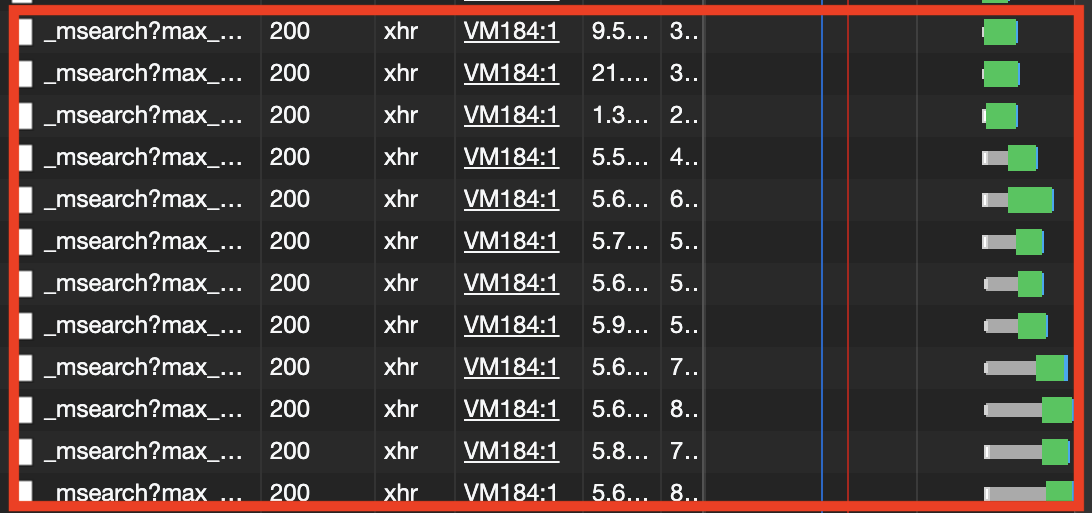 _msearch?max_... 200 xhr VM184:1 9.5... 3..
_msearch?max_... 200 xhr VM184:1 21.... 3..
_msearch?max_... 200 xhr VM184:1 1.3... 2..
_msearch?max_... 200 xhr VM184:1 5.5... 4..
_msearch?max_... 200 xhr VM184:1 5.6... 6..
_msearch?max_... 200 xhr VM184:1 5.7... 5..
_msearch?max_... 200 xhr VM184:1 5.6... 5..
_msearch?max_... 200 xhr VM184:1 5.9... 5..
_msearch?max_... 200 xhr VM184:1 5.6... 7..
_msearch?max_... 200 xhr VM184:1 5.6... 8..
_msearch?max_... 200 xhr VM184:1 5.8... 7..
_msearch?max_... 200 xhr VM184:1 5.6... 8..